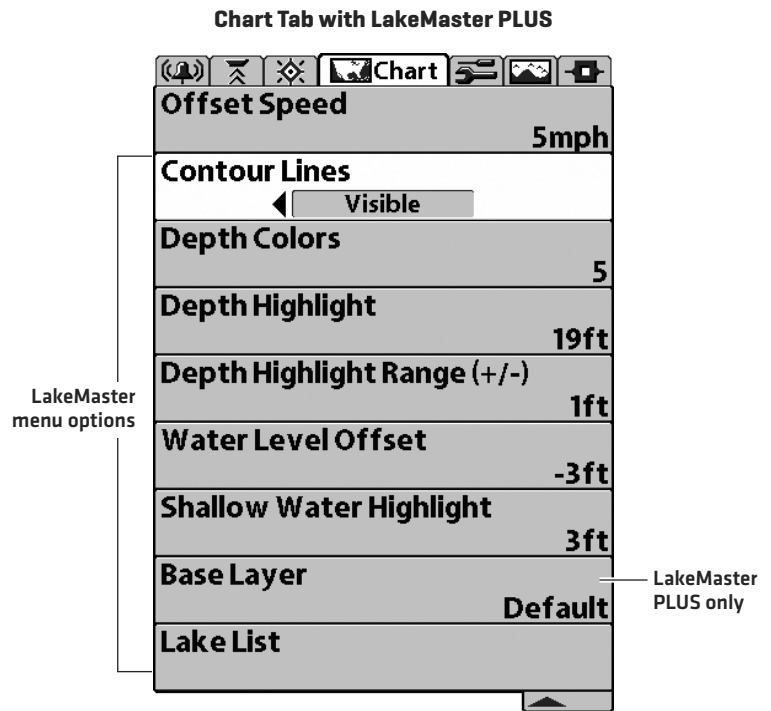 Chart Tab with LakeMaster PLUS
Chart
Offset Speed
5mph
Contour Lines
Visible
Depth Colors
5
Depth Highlight
19ft
Depth Highlight Range (+/-)
1ft
LakeMaster
menu options
Water Level Offset
-3ft
Shallow Water Highlight
3ft
Base Layer
Default
LakeMaster
PLUS only
Lake List